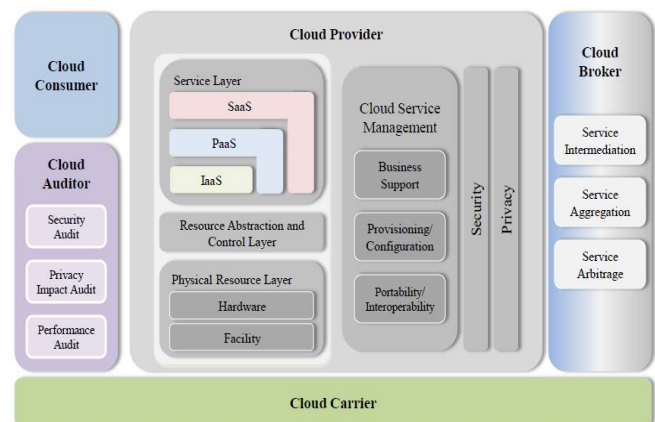 Cloud
Consumer
Cloud
Auditor
Security
Audit
Privacy
Impact Audit
Performance
Audit
Cloud Provider
Service Layer
SaaS
PaaS
IaaS
Resource Abstraction and
Control Layer
Physical Resource Layer
Hardware
Facility
Cloud Service
Management
Business
Support
Provisioning/
Configuration
Portability/
Interoperability
Security
Privacy
Cloud
Broker
Service
Intermediation
Service
Aggregation
Service
Arbitrage
Cloud Carrier